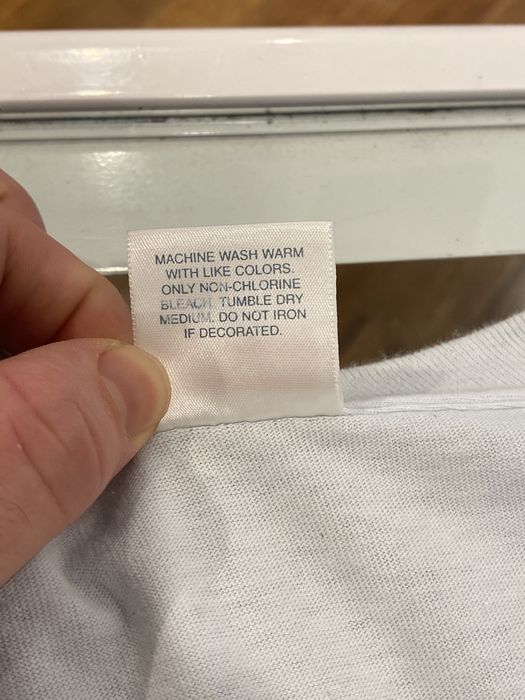 MACHINE WASH WARM
WITH LIKE COLORS.
ONLY NON-CHLORINE
BLEACH. TUMBLE DRY
MEDIUM. DO NOT IRON
IF DECORATED.